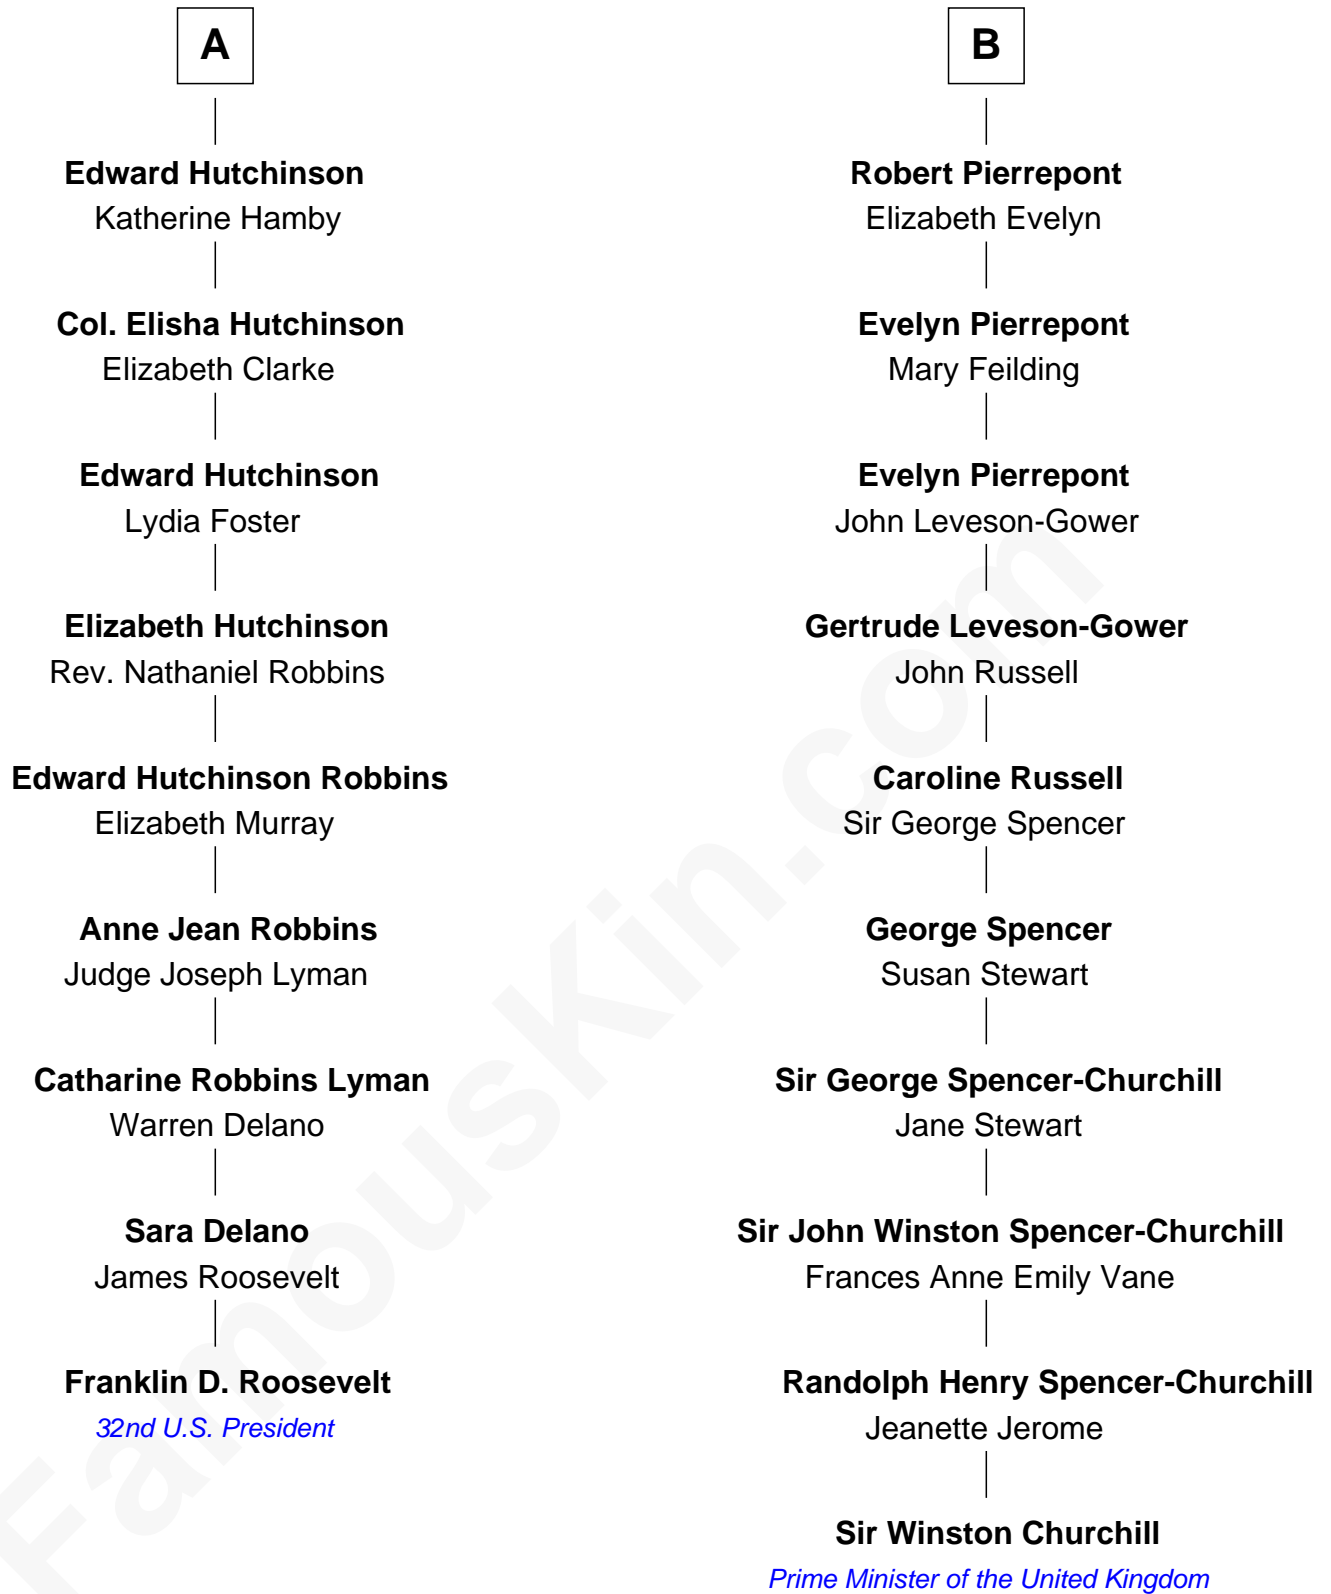 A
Edward Hutchinson
Katherine Hamby
Col. Elisha Hutchinson
Elizabeth Clarke
Edward Hutchinson
Lydia Foster
Elizabeth Hutchinson
Rev. Nathaniel Robbins
Edward Hutchinson Robbins
Elizabeth Murray
Anne Jean Robbins
Judge Joseph Lyman
Catharine Robbins Lyman
Warren Delano
Sara Delano
James Roosevelt
Franklin D. Roosevelt
32nd U.S. President
B
Robert Pierrepont
Elizabeth Evelyn
Evelyn Pierrepont
Mary Feilding
Evelyn Pierrepont
John Leveson-Gower
Gertrude Leveson-Gower
John Russell
Caroline Russell
Sir George Spencer
George Spencer
Susan Stewart
Sir George Spencer-Churchill
Jane Stewart
Sir John Winston Spencer-Churchill
Frances Anne Emily Vane
Randolph Henry Spencer-Churchill
Jeanette Jerome
Sir Winston Churchill
Prime Minister of the United Kingdom
FamousKin.com